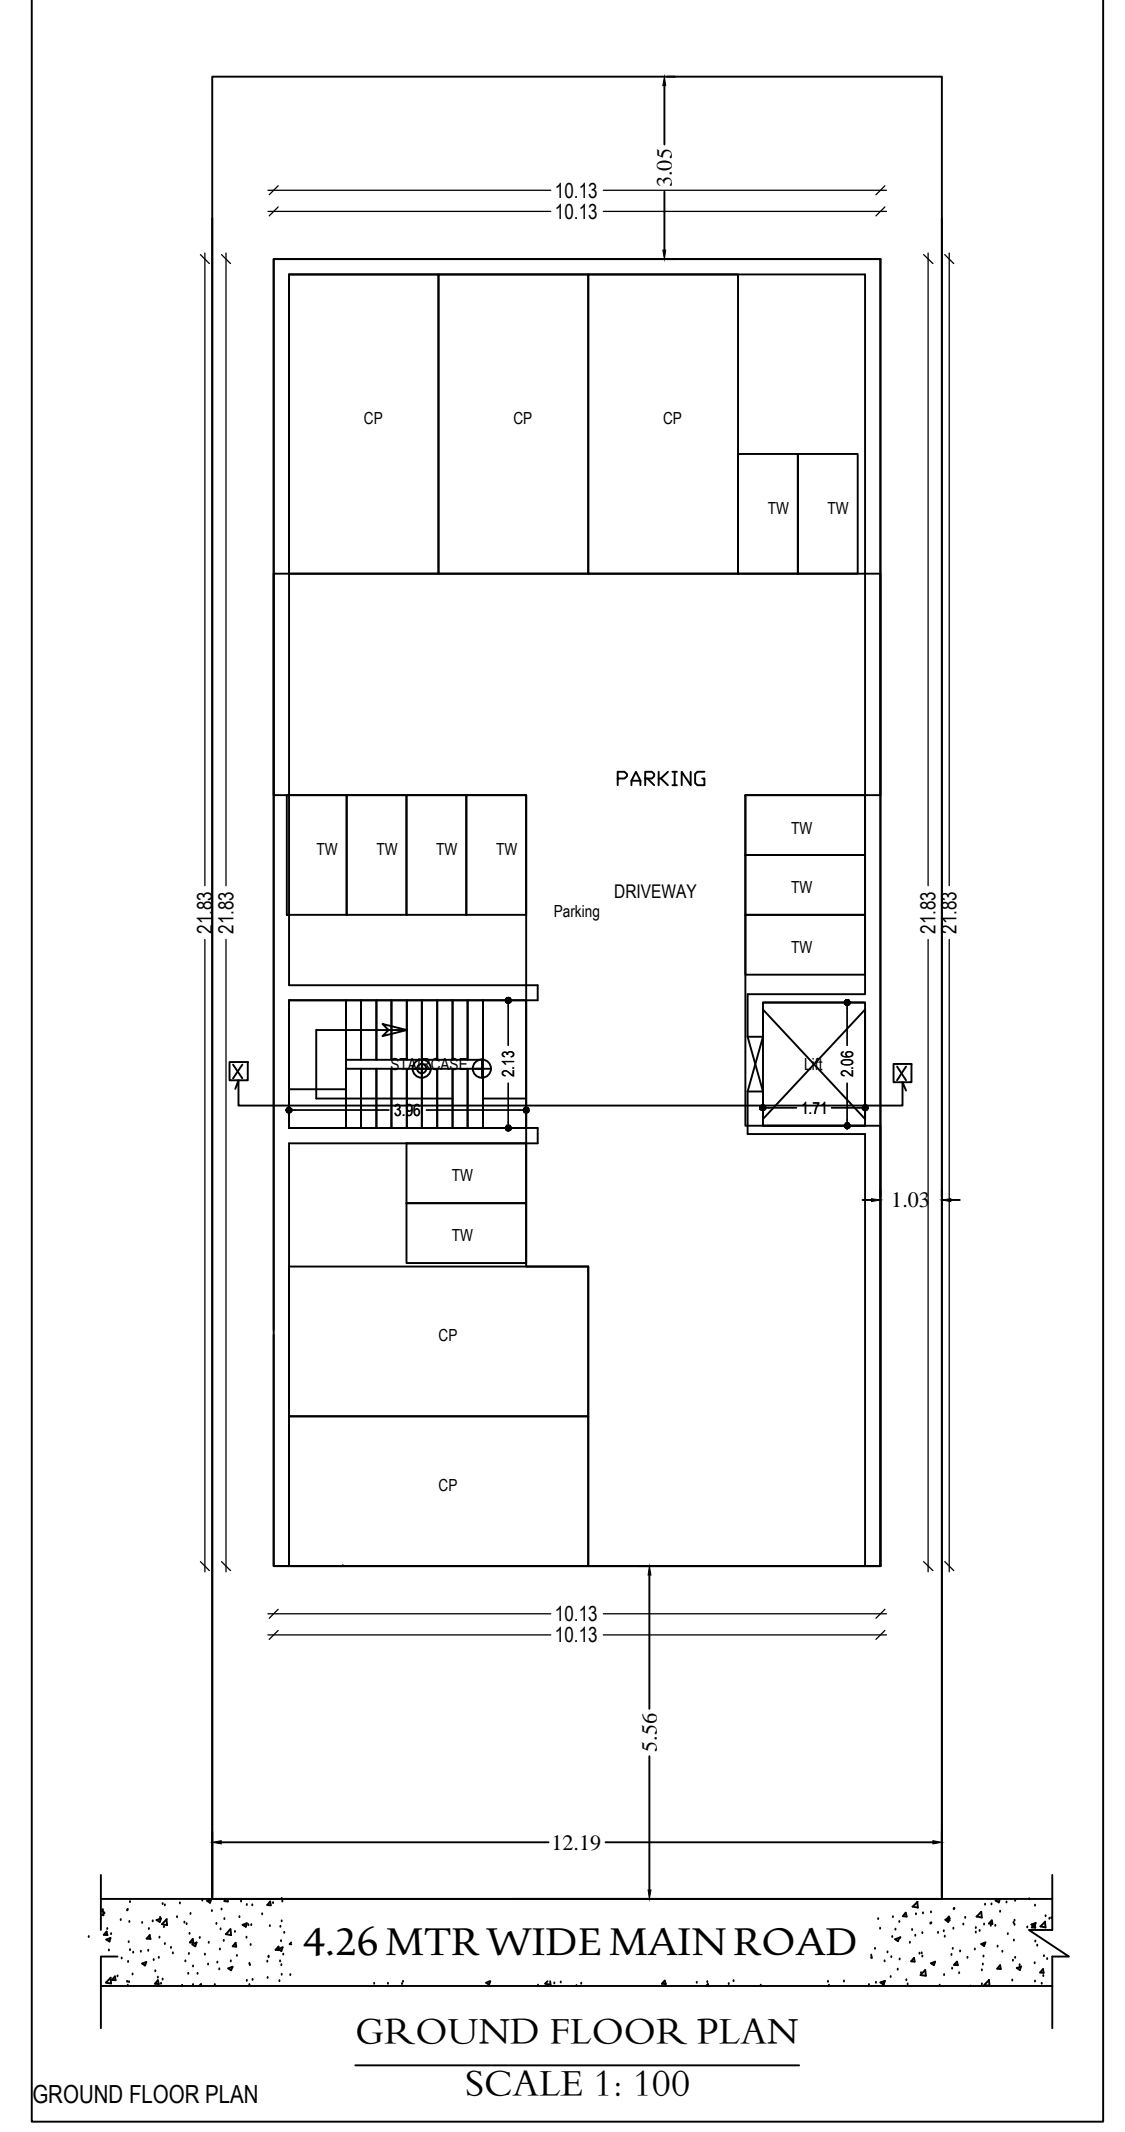 3.05
10.13
10.13
CP
CP
CP
TW
TW
PARKING
TW
TW
TW
TW
TW
DRIVEWAY
TW
Parking
21.83
21.83
21.83
21.83
TW
STAIRCASE
2.13
Lift
2.06
X
X
3.96
1.71
TW
1.03
TW
CP
CP
10.13
10.13
5.56
12.19
4.26 MTR WIDE MAIN ROAD
GROUND FLOOR PLAN
SCALE 1: 100
GROUND FLOOR PLAN